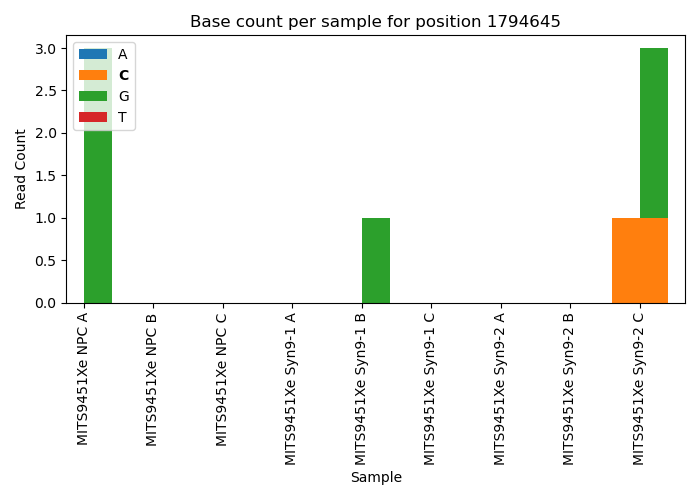 Base count per sample for position 1794645
A
C
G
T
Read Count
3.0
2.5
2.0
1.5
1.0
0.5
0.0
MITS9451Xe NPC A
MITS9451Xe NPC B
MITS9451Xe NPC C
MITS9451Xe Syn9-1 A
MITS9451Xe Syn9-1 B
MITS9451Xe Syn9-1 C
MITS9451Xe Syn9-2 A
MITS9451Xe Syn9-2 B
MITS9451Xe Syn9-2 C
Sample